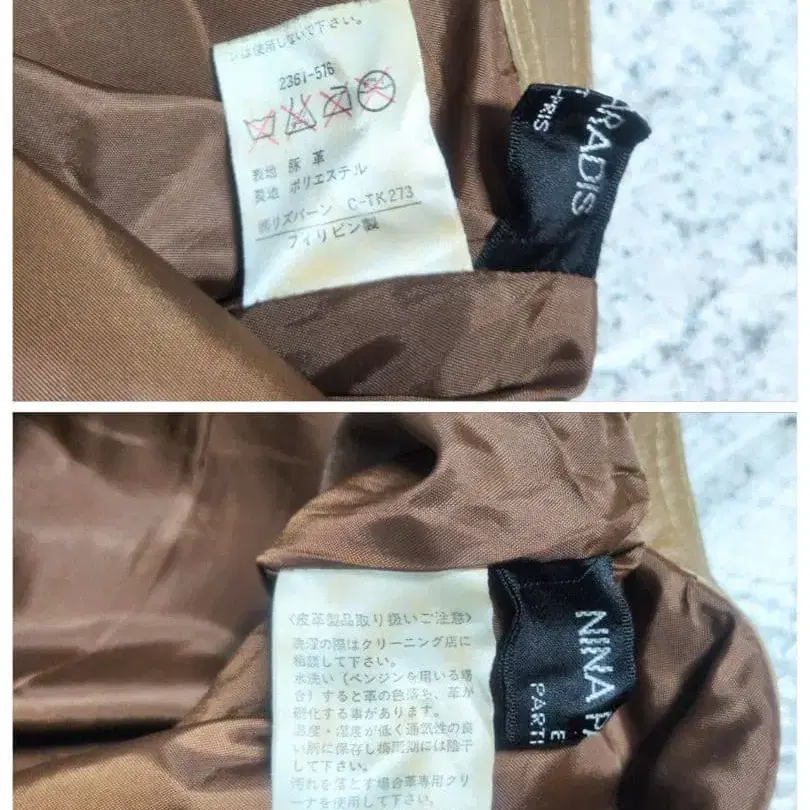 ンは使用しないで下さい。
2361-576
表地 豚革
裏地 ポリエステル
㈱リズバーン C-TK273
フィリピン製
ARADIS
-PRIS
〈皮革製品取り扱いご注意〉
洗濯の際はクリーニング店に
相談して下さい。
水洗い(ベンジンを用いる場
合)すると革の色落ち、革が
硬化する事があります。
温度・湿度が低く通気性の良
い所に保存し梅雨期には陰干
して下さい。
汚れを落とす場合革専用クリ
ーナを使用して下さい。
NINA PA
E
PARTI